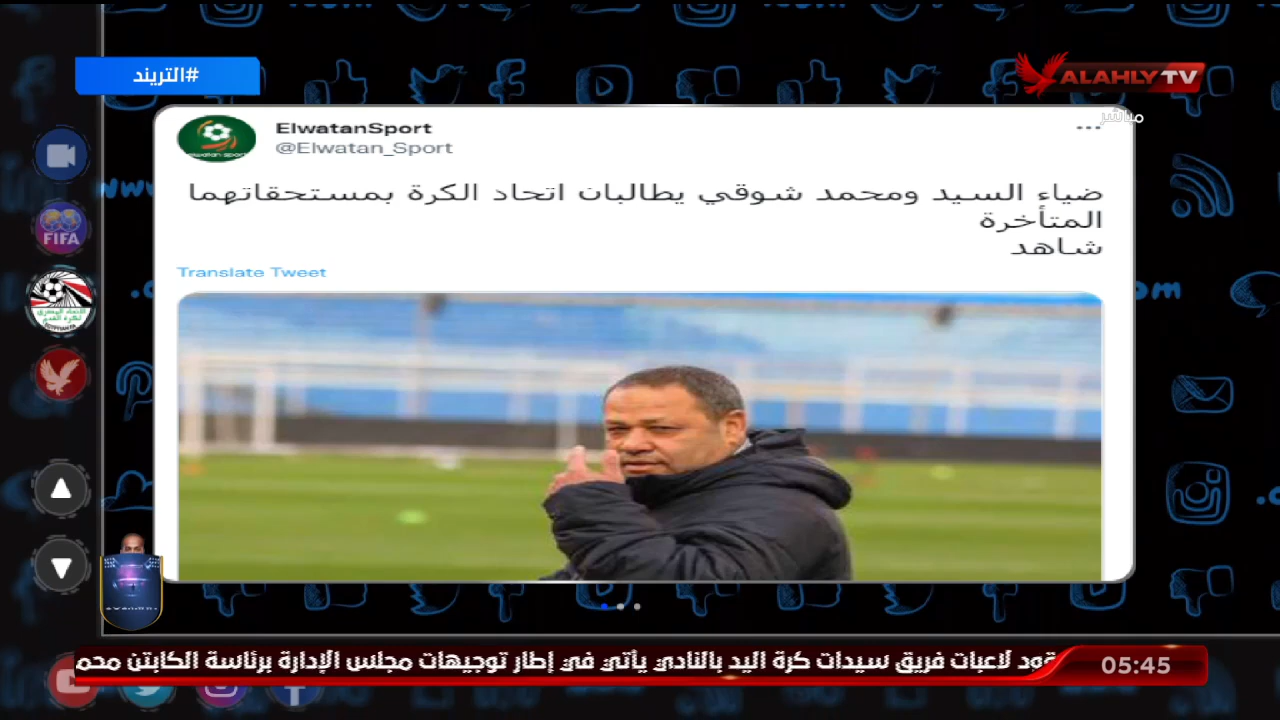 #التريند
ALAHLY TV
مباشر
ElwatanSport
@Elwatan_Sport
ضياء السيد ومحمد شوقي يطالبان اتحاد الكرة بمستحقاتهما
المتأخرة
شاهد
Translate Tweet
FIFA
قود لاعبات فريق سيدات كرة اليد بالنادي يأتي في إطار توجيهات مجلس الإدارة برئاسة الكابتن محم
05:45